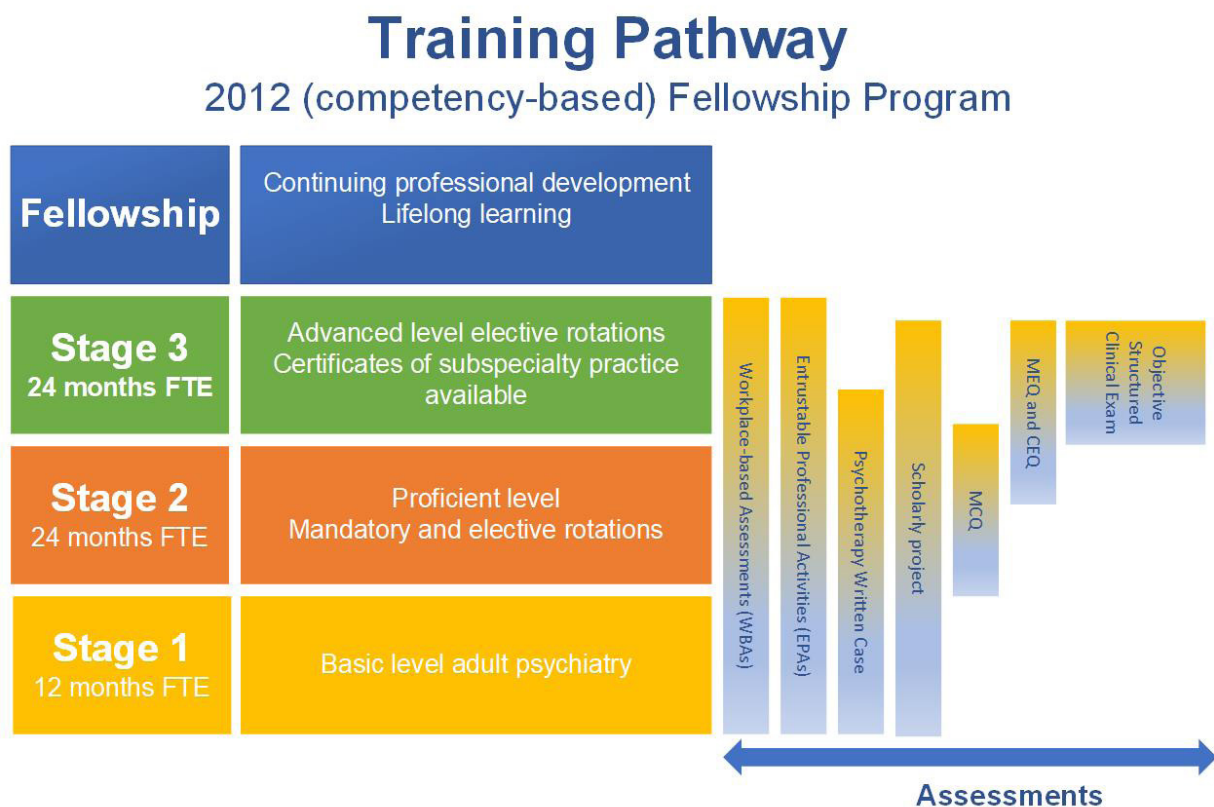 Training Pathway
2012 (competency-based) Fellowship Program
Fellowship
Continuing professional development
Lifelong learning
Stage 3
24 months FTE
Advanced level elective rotations
Certificates of subspecialty practice
available
Stage 2
24 months FTE
Proficient level
Mandatory and elective rotations
Stage 1
12 months FTE
Basic level adult psychiatry
Workplace-based Assessments (WBAs)
Entrustable Professional Activities (EPAs)
Psychotherapy Written Case
Scholarly project
MCQ
MEQ and CEQ
Objective
Structured
Clinical Exam
Assessments